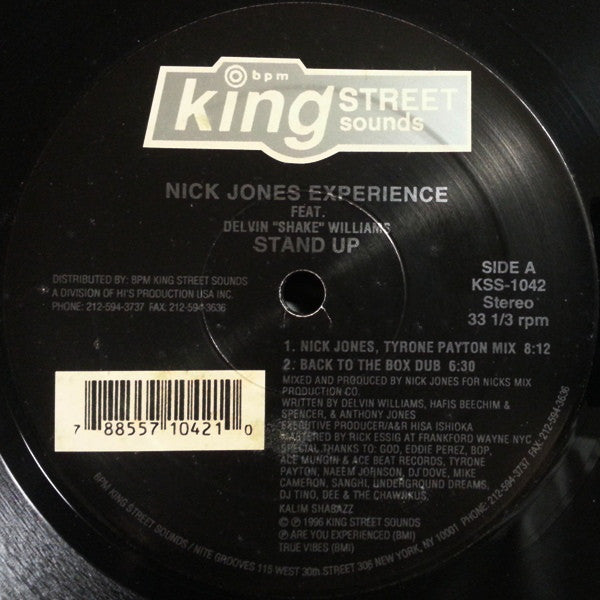 bpm
king STREET
sounds
NICK JONES EXPERIENCE
FEAT.
DELVIN "SHAKE" WILLIAMS
STAND UP
DISTRIBUTED BY: BPM KING STREET SOUNDS
A DIVISION OF HI'S PRODUCTION USA INC.
PHONE: 212-594-3737 FAX: 212-594-3636
SIDE A
KSS-1042
Stereo
33 1/3 rpm
1. NICK JONES, TYRONE PAYTON MIX 8:12
2. BACK TO THE BOX DUB 6:30
MIXED AND PRODUCED BY NICK JONES FOR NICKS MIX
PRODUCTION CO.
WRITTEN BY DELVIN WILLIAMS, HAFIS BEECHIM &
SPENCER, & ANTHONY JONES
EXECUTIVE PRODUCER/A&R HISA ISHIOKA
MASTERED BY RICK ESSIG AT FRANKFORD WAYNE NYC
SPECIAL THANKS TO: GOD, EDDIE PEREZ, BOP,
ACE MUNGIN & ACE BEAT RECORDS, TYRONE
PAYTON, NAEEM JOHNSON, DJ DOVE, MIKE
CAMERON, SANGHI, UNDERGROUND DREAMS,
DJ TINO, DEE & THE CHAWNKUS,
KALIM SHABAZZ
© ℗ 1996 KING STREET SOUNDS
℗ ARE YOU EXPERIENCED (BMI)
TRUE VIBES (BMI)
7 88557 10421 0
BPM KING STREET SOUNDS / NITE GROOVES 115 WEST 30th STREET 306 NEW YORK, NY 10001 PHONE: 212-594-3737 FAX: 212-594-3636